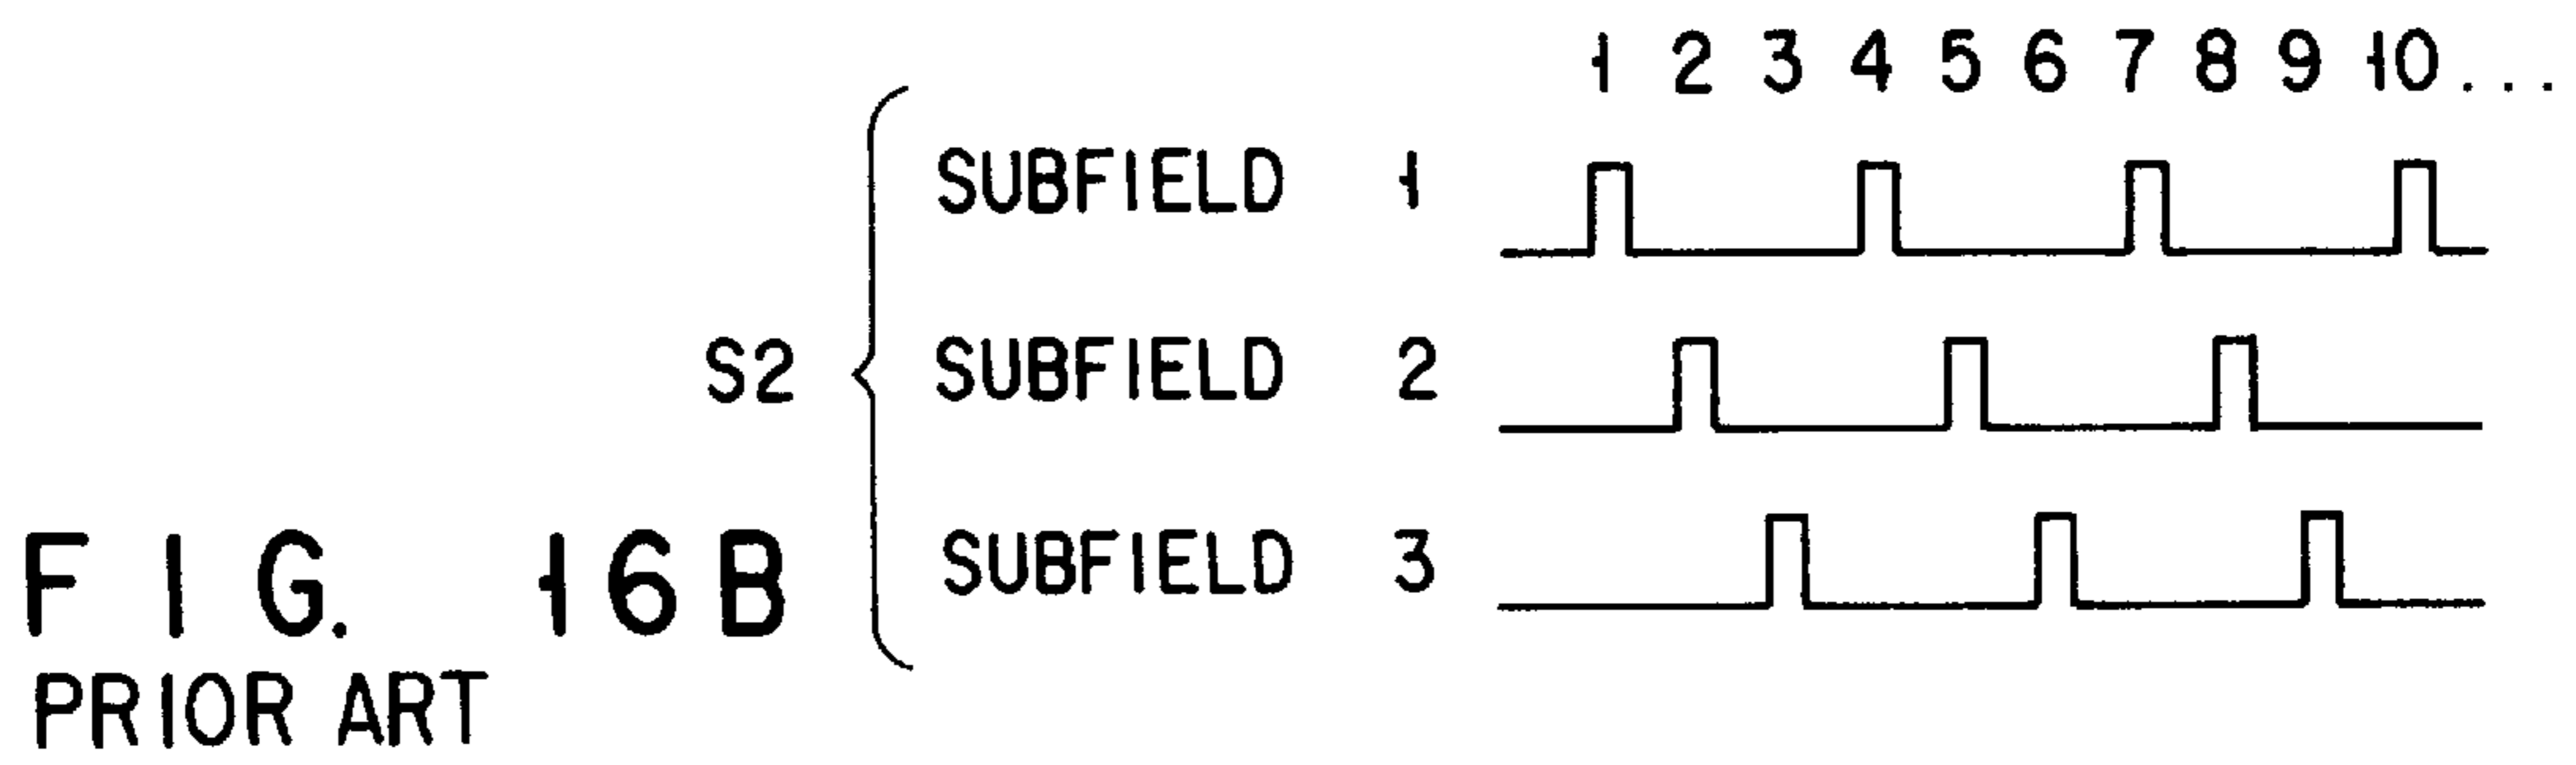 1 2 3 4 5 6 7 8 9 10...
SUBFIELD 1
S2
SUBFIELD 2
SUBFIELD 3
FIG. 16B
PRIOR ART